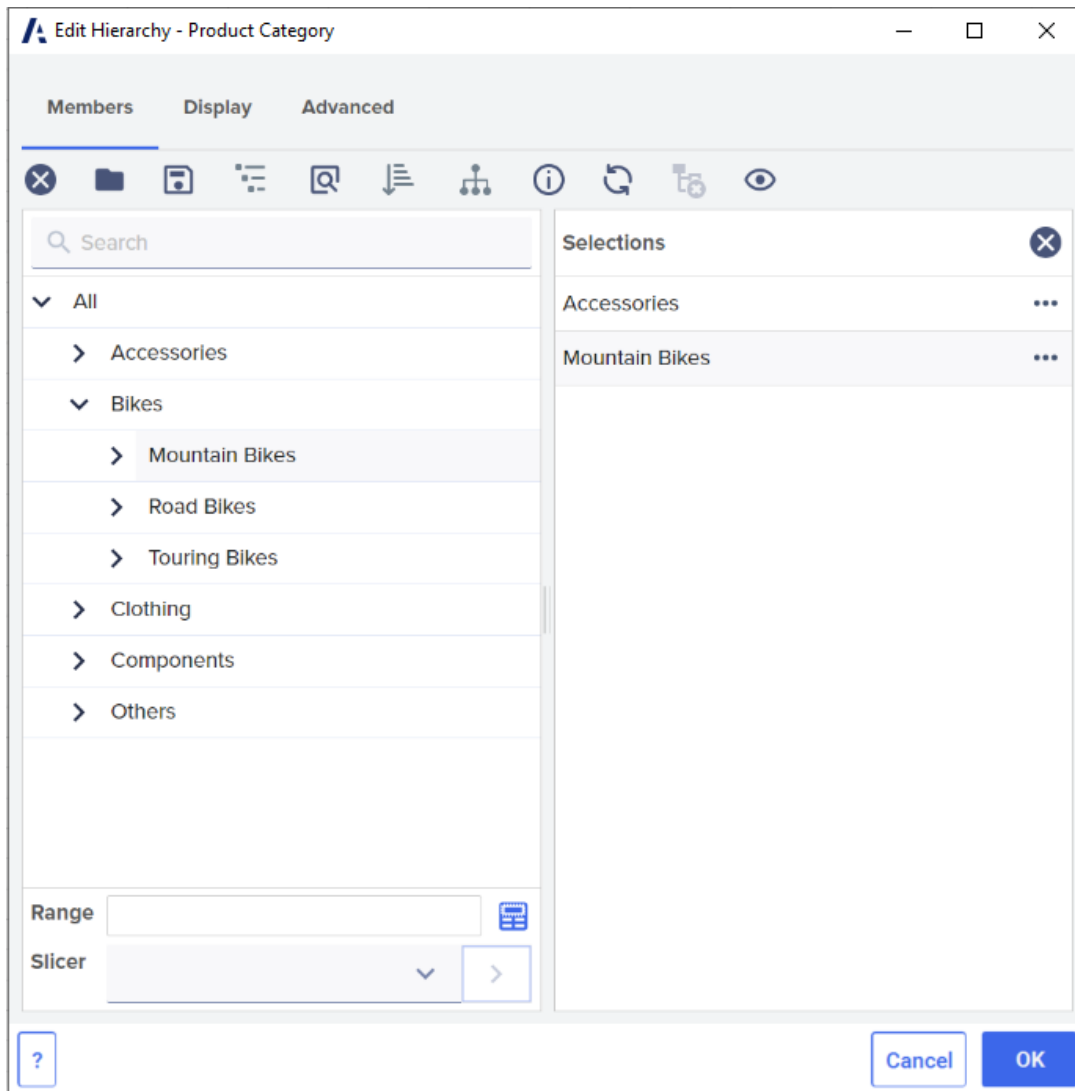 Edit Hierarchy - Product Category
Members Display Advanced
Search
All
Accessories
Bikes
Mountain Bikes
Road Bikes
Touring Bikes
Clothing
Components
Others
Range
Slicer
Selections
Accessories
Mountain Bikes
?
Cancel OK